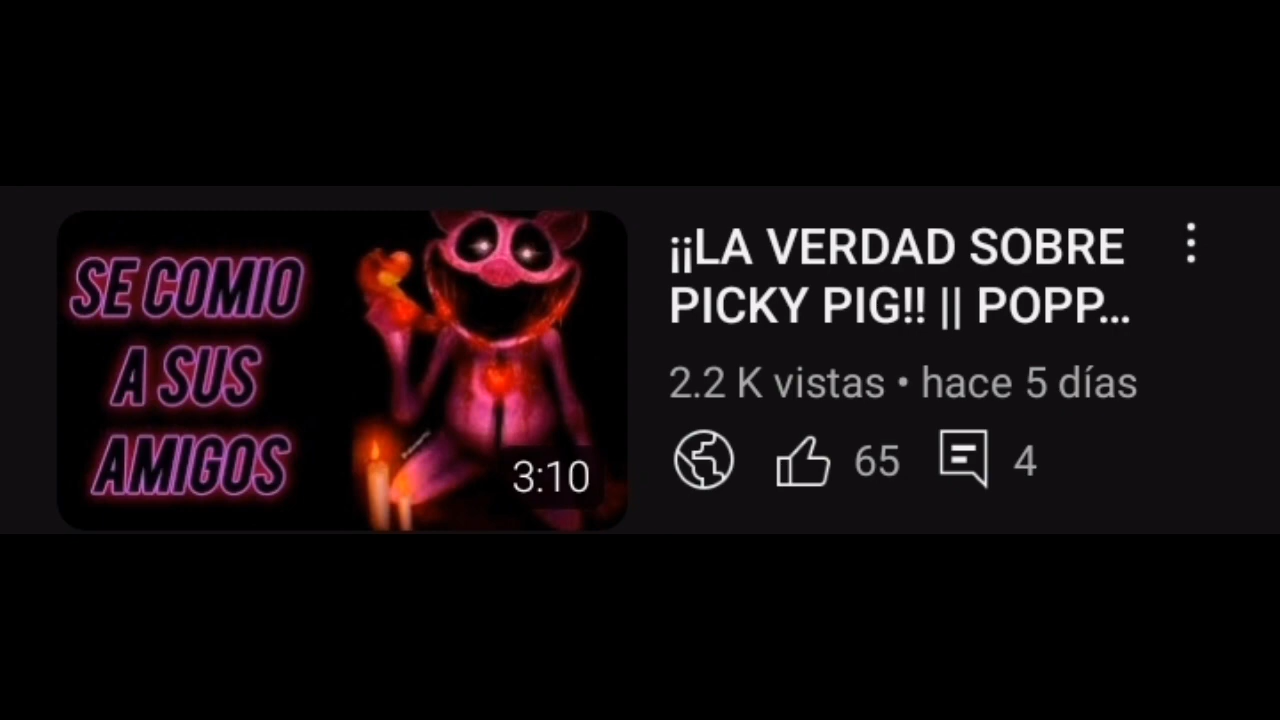 SE COMIO
A SUS
AMIGOS
3:10
¡¡LA VERDAD SOBRE
PICKY PIG!! || POPP...
2.2 K vistas • hace 5 días
65
4